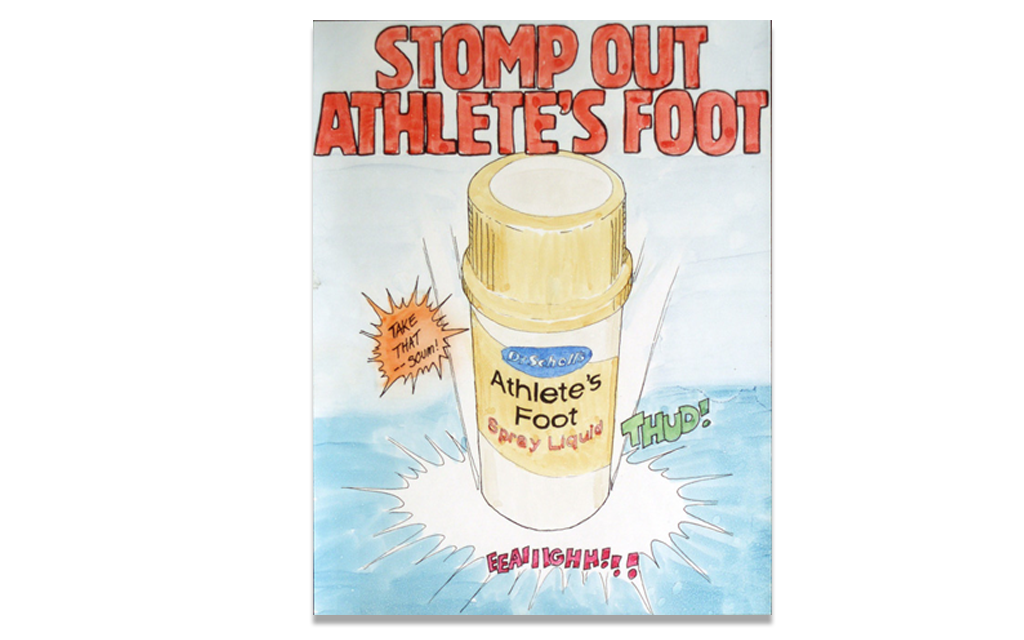 STOMP OUT
ATHLETE'S FOOT
TAKE
THAT
--SCUM!
Dr. Scholl's
Athlete's
Foot
Spray Liquid
THUD!
EEAIIIGHH!!!